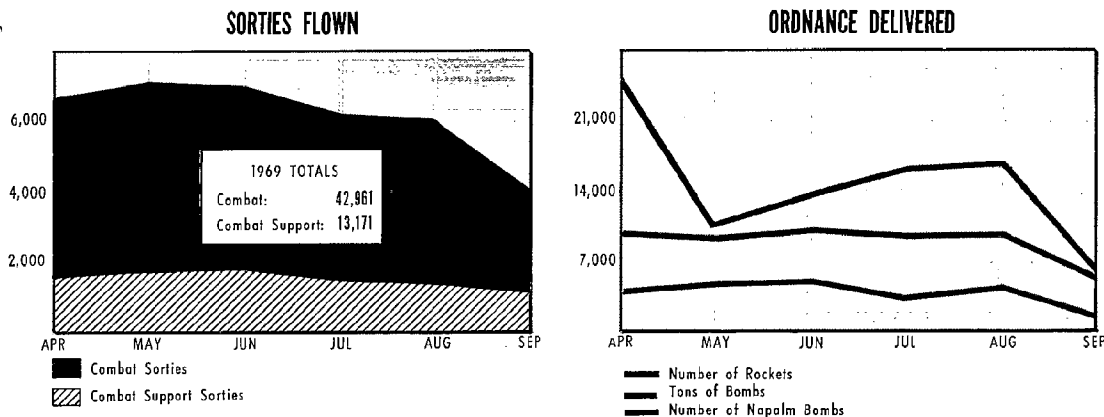 SORTIES FLOWN
6,000
4,000
2,000
1969 TOTALS
Combat: 42,961
Combat Support: 13,171
APR MAY JUN JUL AUG SEP
Combat Sorties
Combat Support Sorties
ORDNANCE DELIVERED
21,000
14,000
7,000
APR MAY JUN JUL AUG SEP
Number of Rockets
Tons of Bombs
Number of Napalm Bombs